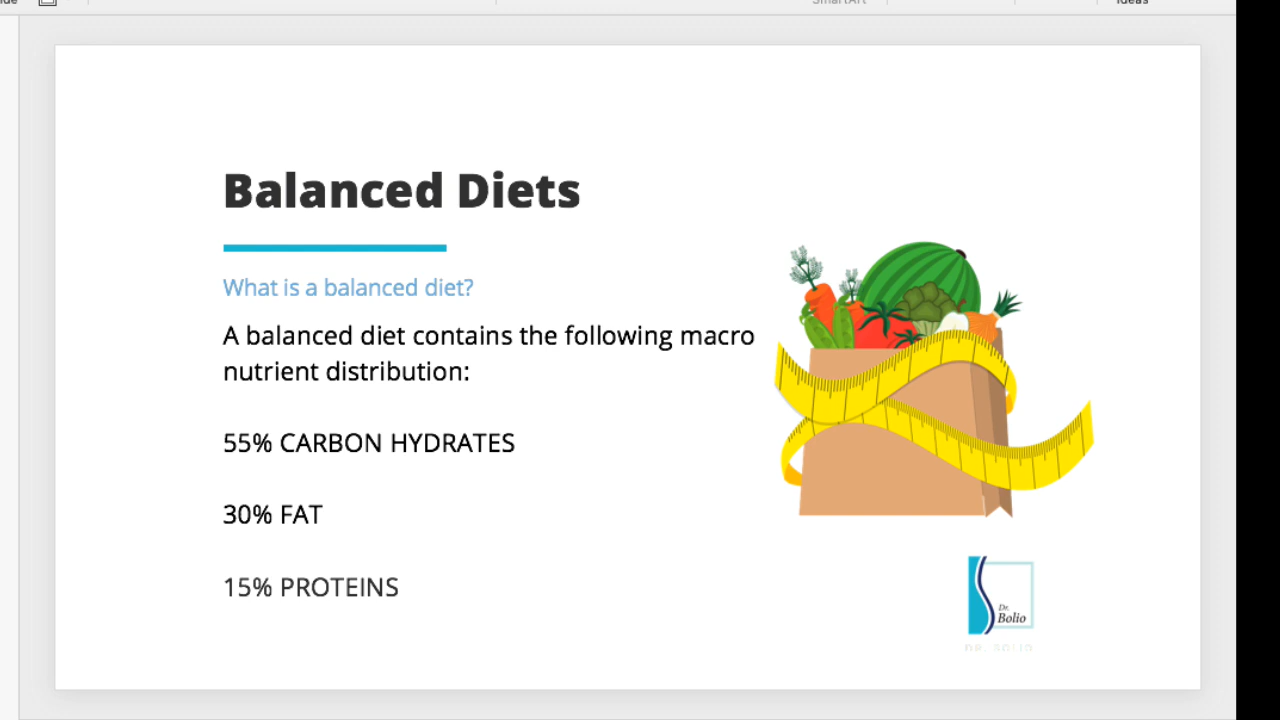 Ideas
Balanced Diets
What is a balanced diet?
A balanced diet contains the following macro
nutrient distribution:
55% CARBON HYDRATES
30% FAT
15% PROTEINS
Dr.
Bolio